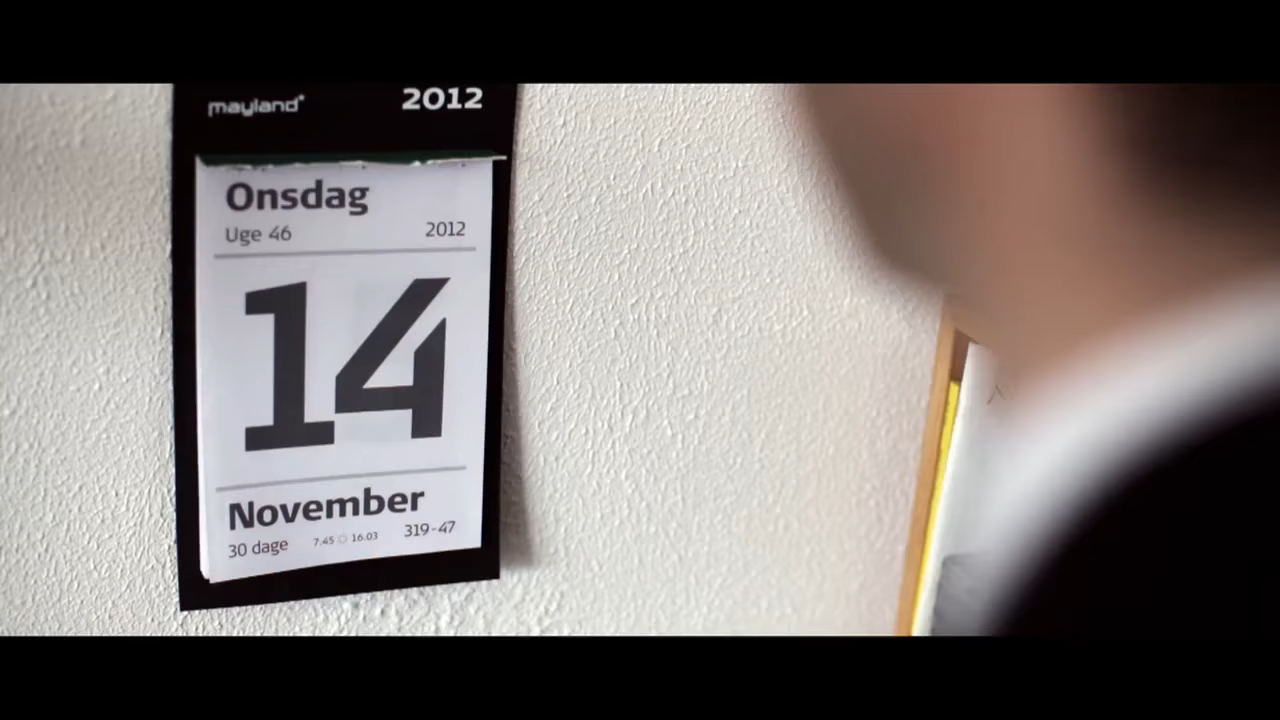 mayland* 2012
Onsdag
Uge 46 2012
14
November
30 dage 7.45 16.03 319-47